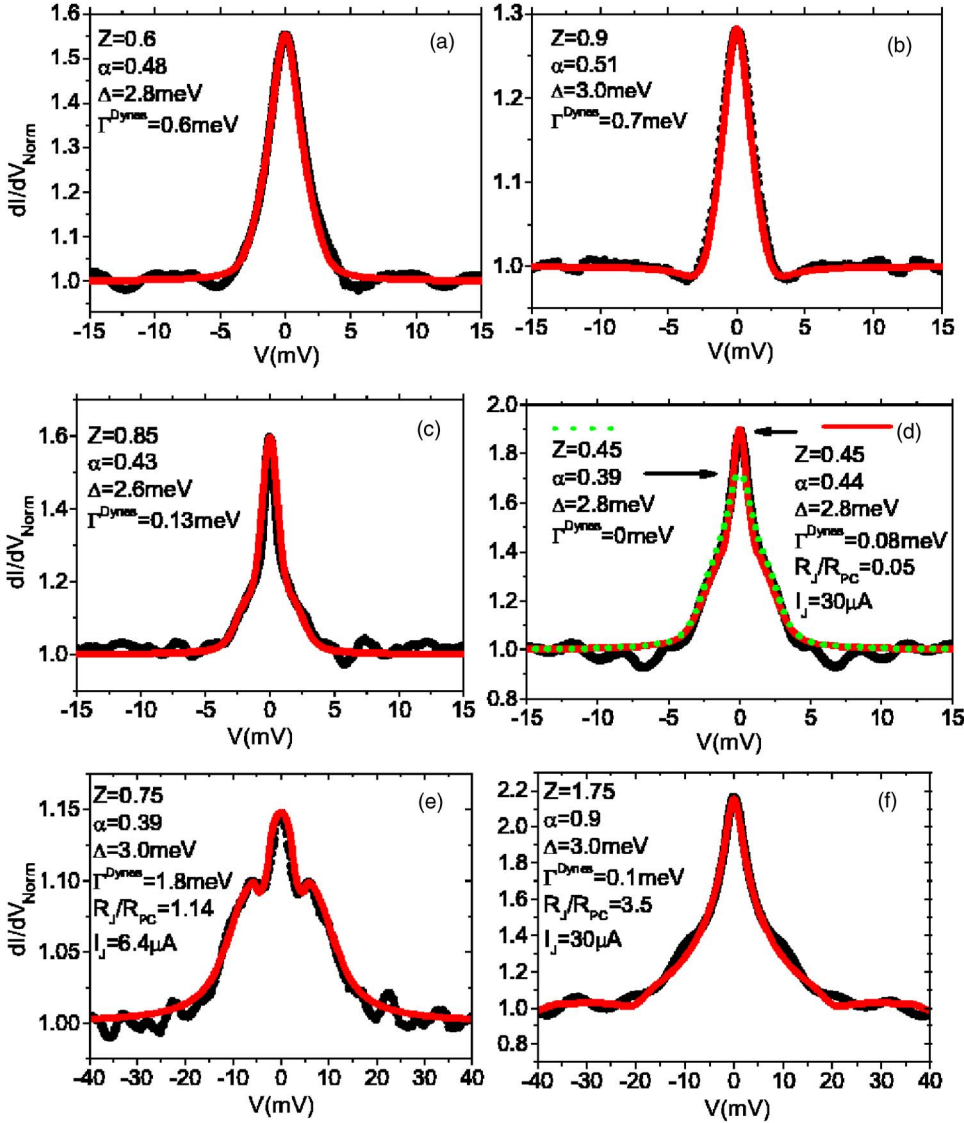 (a)
Z=0.6
α=0.48
Δ=2.8meV
Γ^Dynes=0.6meV
dI/dV_Norm
1.6
1.5
1.4
1.3
1.2
1.1
1.0
-15 -10 -5 0 5 10 15
V(mV)
(b)
Z=0.9
α=0.51
Δ=3.0meV
Γ^Dynes=0.7meV
1.3
1.2
1.1
1.0
-15 -10 -5 0 5 10 15
V(mV)
(c)
Z=0.85
α=0.43
Δ=2.6meV
Γ^Dynes=0.13meV
dI/dV_Norm
1.6
1.4
1.2
1.0
-15 -10 -5 0 5 10 15
V(mV)
(d)
Z=0.45
α=0.39
Δ=2.8meV
Γ^Dynes=0meV
Z=0.45
α=0.44
Δ=2.8meV
Γ^Dynes=0.08meV
R_J/R_PC=0.05
I_J=30μA
2.0
1.8
1.6
1.4
1.2
1.0
0.8
-15 -10 -5 0 5 10 15
V(mV)
(e)
Z=0.75
α=0.39
Δ=3.0meV
Γ^Dynes=1.8meV
R_J/R_PC=1.14
I_J=6.4μA
dI/dV_Norm
1.15
1.10
1.05
1.00
-40 -30 -20 -10 0 10 20 30 40
V(mV)
(f)
Z=1.75
α=0.9
Δ=3.0meV
Γ^Dynes=0.1meV
R_J/R_PC=3.5
I_J=30μA
2.2
2.0
1.8
1.6
1.4
1.2
1.0
0.8
-40 -30 -20 -10 0 10 20 30 40
V(mV)